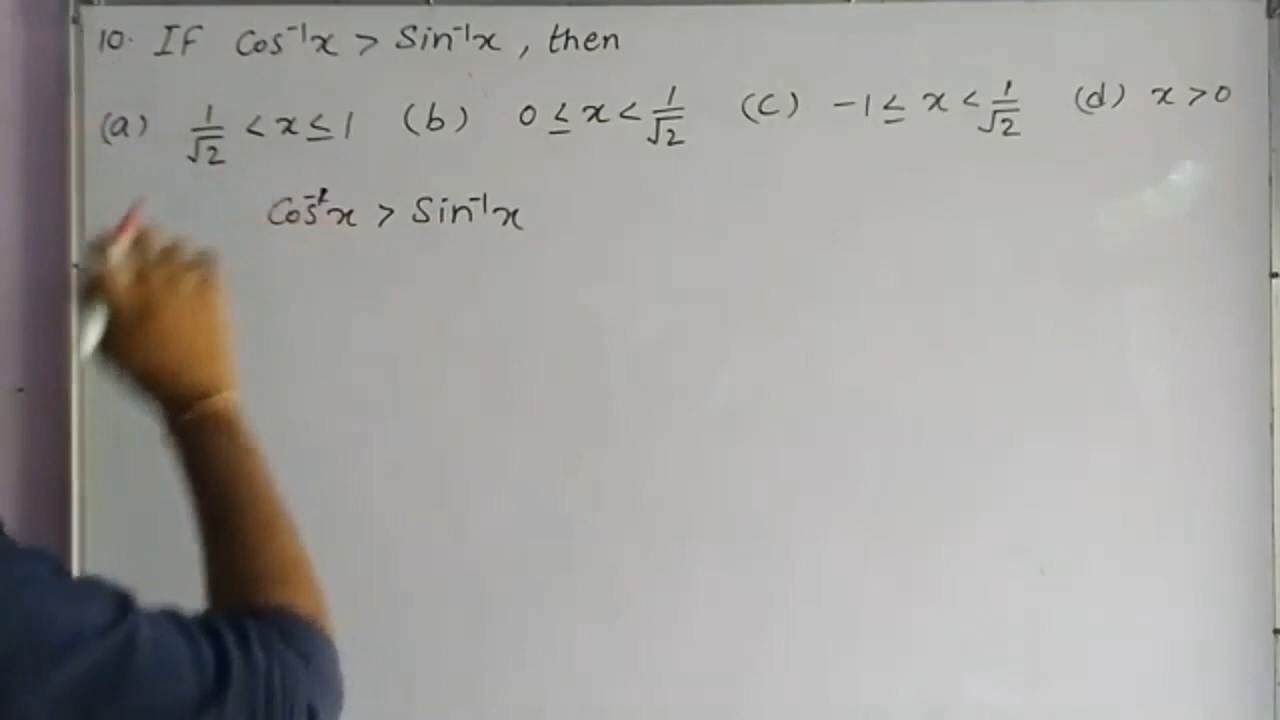 10. IF Cos⁻¹x > Sin⁻¹x , then
(a) 1/√2 < x ≤ 1 (b) 0 ≤ x < 1/√2 (C) -1 ≤ x < 1/√2 (d) x > 0
Cos⁻¹x > Sin⁻¹x